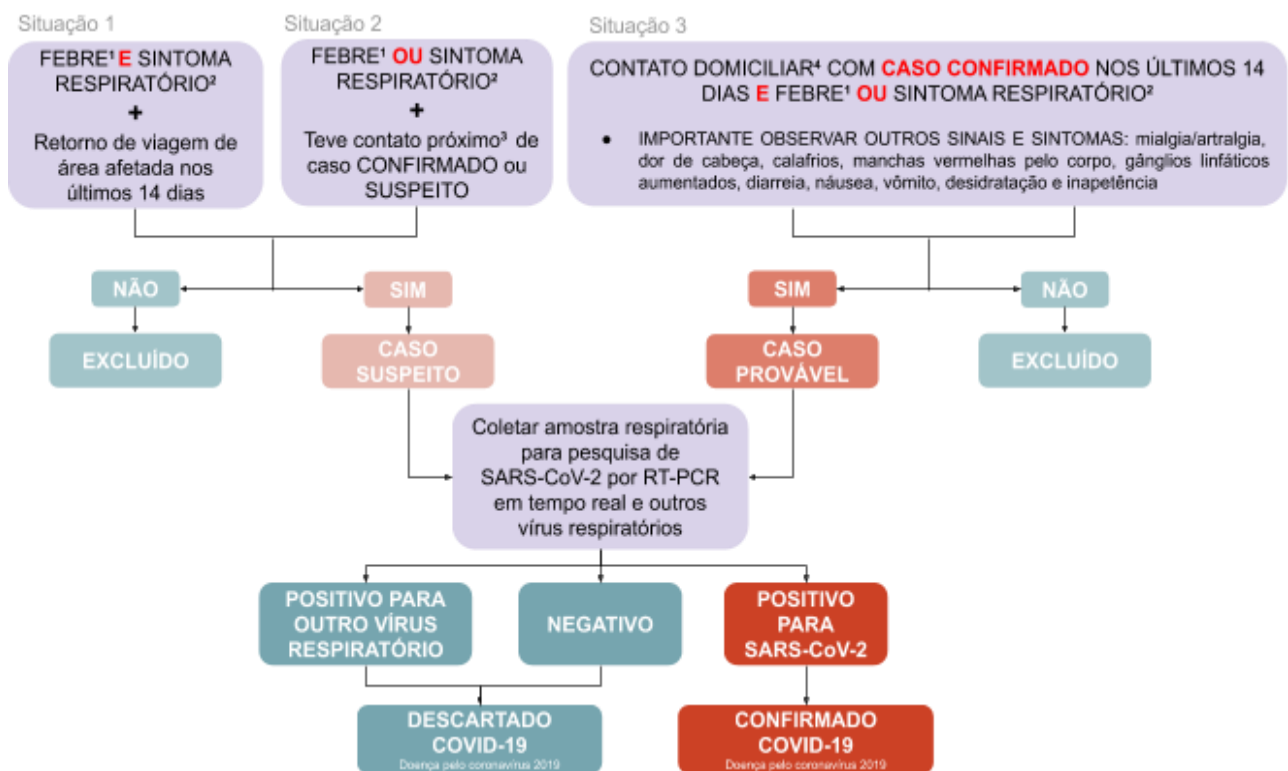 Situação 1
FEBRE¹ E SINTOMA
RESPIRATÓRIO²
+
Retorno de viagem de
área afetada nos
últimos 14 dias
Situação 2
FEBRE¹ OU SINTOMA
RESPIRATÓRIO²
+
Teve contato próximo³ de
caso CONFIRMADO ou
SUSPEITO
Situação 3
CONTATO DOMICILIAR⁴ COM CASO CONFIRMADO NOS ÚLTIMOS 14
DIAS E FEBRE¹ OU SINTOMA RESPIRATÓRIO²
• IMPORTANTE OBSERVAR OUTROS SINAIS E SINTOMAS: mialgia/artralgia,
dor de cabeça, calafrios, manchas vermelhas pelo corpo, gânglios linfáticos
aumentados, diarreia, náusea, vômito, desidratação e inapetência
NÃO
SIM
SIM
NÃO
EXCLUÍDO
CASO
SUSPEITO
CASO
PROVÁVEL
EXCLUÍDO
Coletar amostra respiratória
para pesquisa de
SARS-CoV-2 por RT-PCR
em tempo real e outros
vírus respiratórios
POSITIVO PARA
OUTRO VÍRUS
RESPIRATÓRIO
NEGATIVO
POSITIVO
PARA
SARS-CoV-2
DESCARTADO
COVID-19
Doença pelo coronavírus 2019
CONFIRMADO
COVID-19
Doença pelo coronavírus 2019